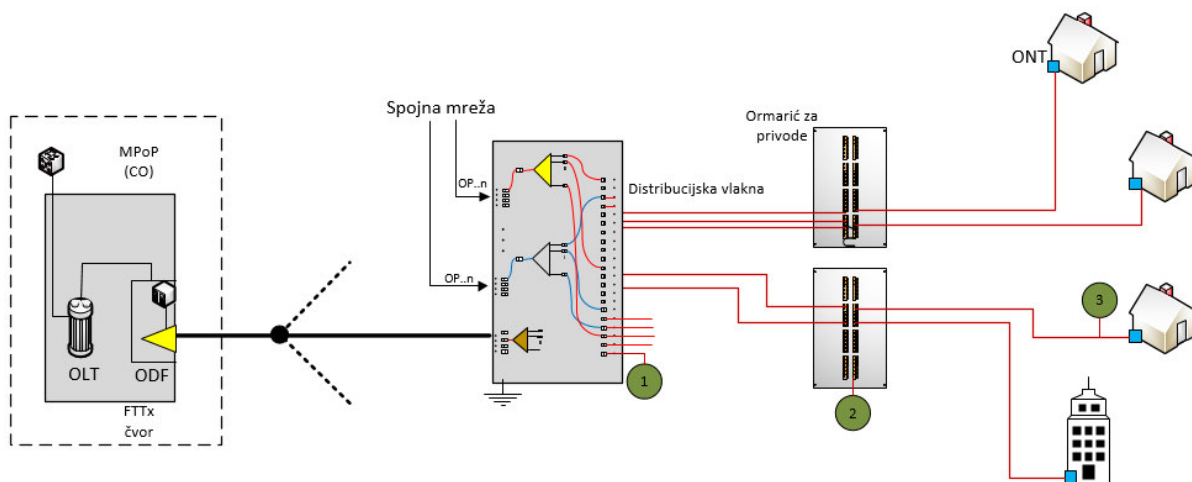 MPoP
(CO)
OLT
ODF
FTTx
čvor
Spojna mreža
OP..n
OP..n
Distribucijska vlakna
1
Ormarić za
privode
2
ONT
3